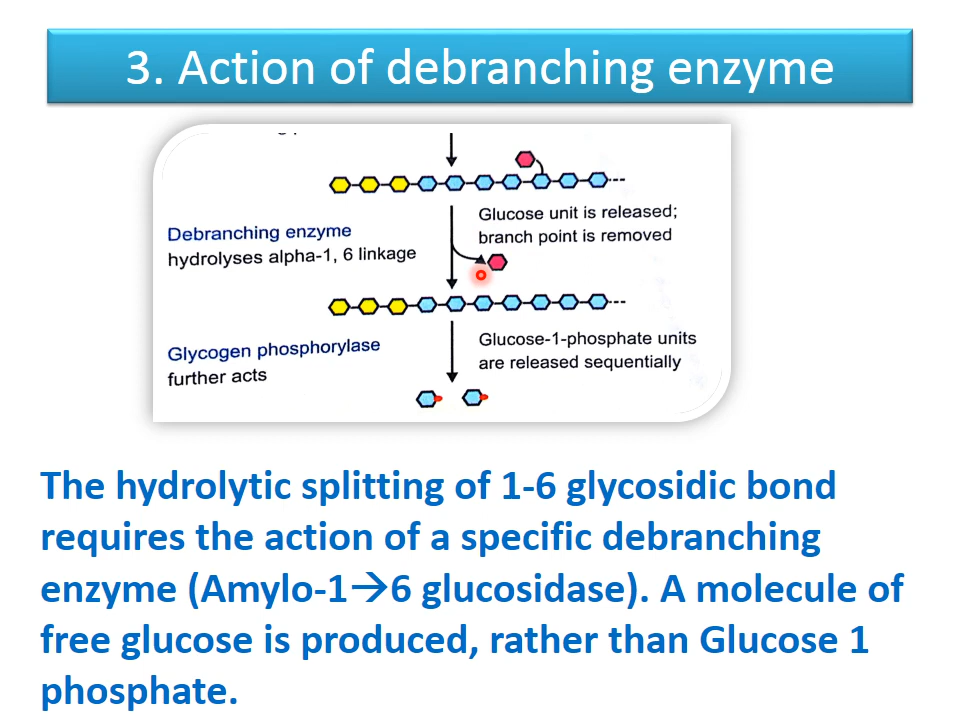 3. Action of debranching enzyme
Glucose unit is released;
branch point is removed
Debranching enzyme
hydrolyses alpha-1, 6 linkage
Glycogen phosphorylase
further acts
Glucose-1-phosphate units
are released sequentially
The hydrolytic splitting of 1-6 glycosidic bond
requires the action of a specific debranching
enzyme (Amylo-1→6 glucosidase). A molecule of
free glucose is produced, rather than Glucose 1
phosphate.